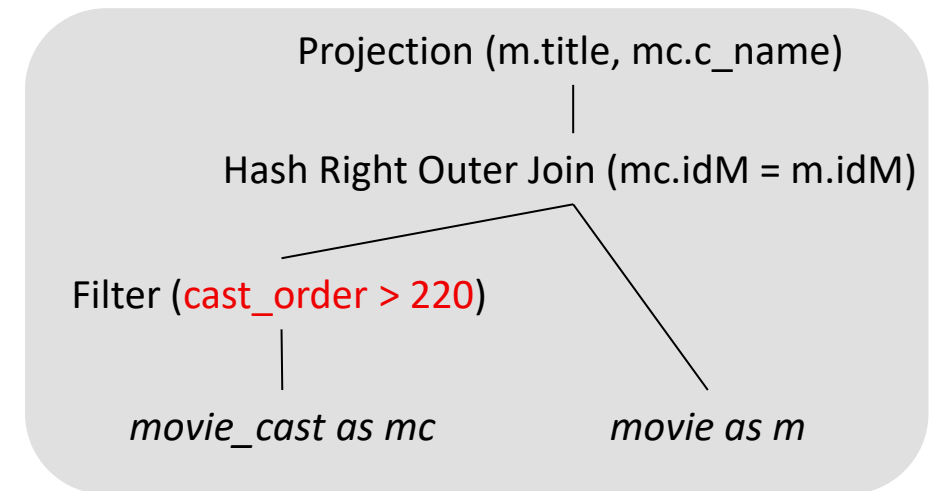 Projection (m.title, mc.c_name)
Hash Right Outer Join (mc.idM = m.idM)
Filter (cast_order > 220)
movie_cast as mc
movie as m